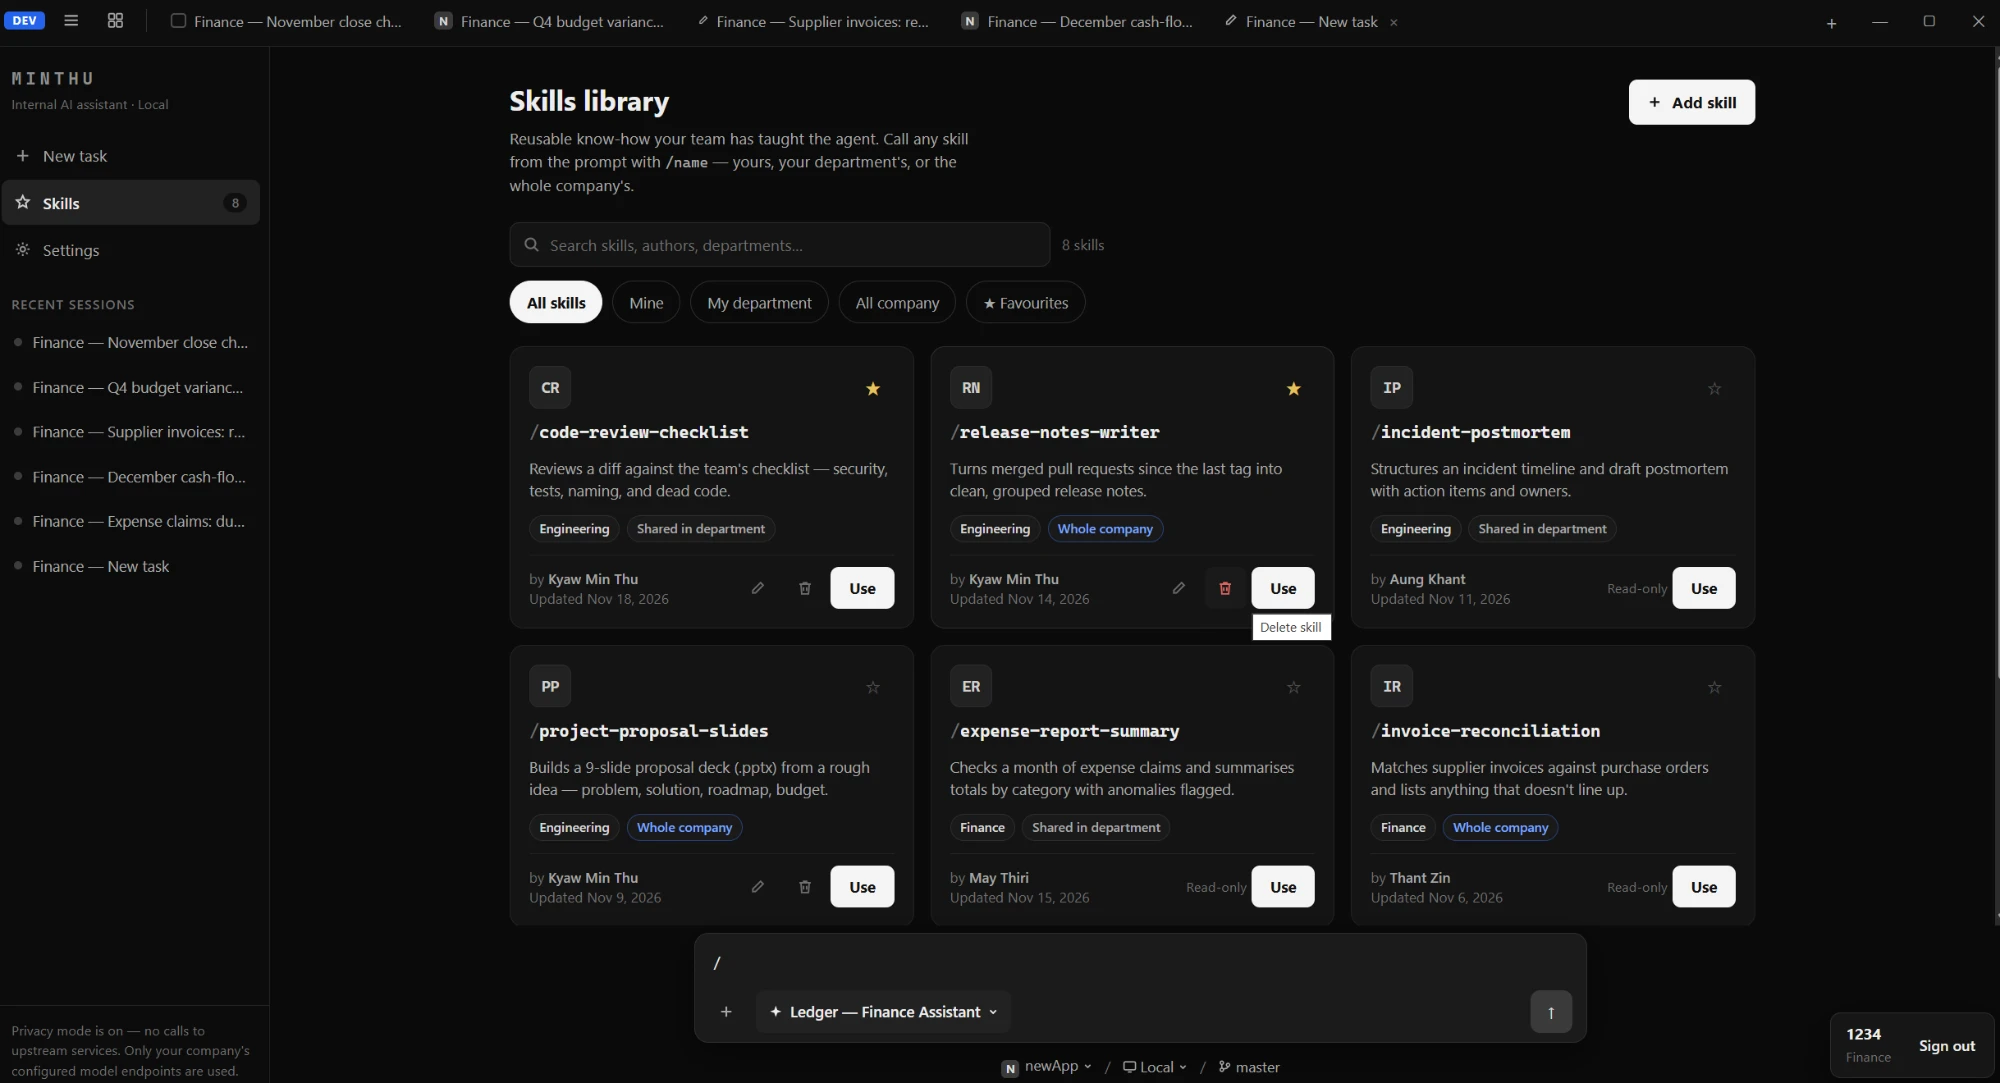 DEV
Finance — November close ch...
N Finance — Q4 budget varianc...
Finance — Supplier invoices: re...
N Finance — December cash-flo...
Finance — New task
MINTHU
Internal AI assistant · Local
New task
Skills 8
Settings
RECENT SESSIONS
Finance — November close ch...
Finance — Q4 budget varianc...
Finance — Supplier invoices: r...
Finance — December cash-flo...
Finance — Expense claims: du...
Finance — New task
Privacy mode is on — no calls to
upstream services. Only your company's
configured model endpoints are used.
Skills library
+ Add skill
Reusable know-how your team has taught the agent. Call any skill
from the prompt with /name — yours, your department's, or the
whole company's.
Search skills, authors, departments...
8 skills
All skills
Mine
My department
All company
★ Favourites
CR
/code-review-checklist
Reviews a diff against the team's checklist — security,
tests, naming, and dead code.
Engineering
Shared in department
by Kyaw Min Thu
Updated Nov 18, 2026
Use
RN
/release-notes-writer
Turns merged pull requests since the last tag into
clean, grouped release notes.
Engineering
Whole company
by Kyaw Min Thu
Updated Nov 14, 2026
Use
Delete skill
IP
/incident-postmortem
Structures an incident timeline and draft postmortem
with action items and owners.
Engineering
Shared in department
by Aung Khant
Updated Nov 11, 2026
Read-only
Use
PP
/project-proposal-slides
Builds a 9-slide proposal deck (.pptx) from a rough
idea — problem, solution, roadmap, budget.
Engineering
Whole company
by Kyaw Min Thu
Updated Nov 9, 2026
Use
ER
/expense-report-summary
Checks a month of expense claims and summarises
totals by category with anomalies flagged.
Finance
Shared in department
by May Thiri
Updated Nov 15, 2026
Read-only
Use
IR
/invoice-reconciliation
Matches supplier invoices against purchase orders
and lists anything that doesn't line up.
Finance
Whole company
by Thant Zin
Updated Nov 6, 2026
Read-only
Use
/
Ledger — Finance Assistant
N newApp / Local / master
1234
Finance
Sign out